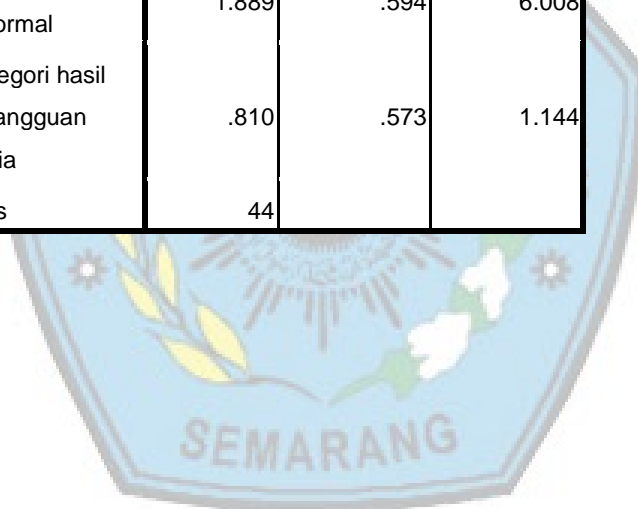 1.889 .594 6.008
ormal
egori hasil
angguan .810 .573 1.144
ia
s 44
SEMARANG